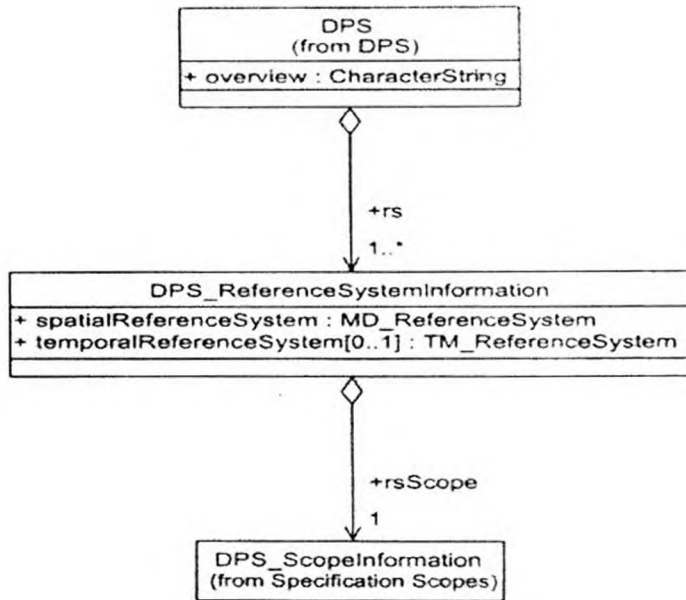 DPS
(from DPS)
+ overview : CharacterString
+rs
1..*
DPS_ReferenceSystemInformation
+ spatialReferenceSystem : MD_ReferenceSystem
+ temporalReferenceSystem[0..1] : TM_ReferenceSystem
+rsScope
1
DPS_ScopeInformation
(from Specification Scopes)